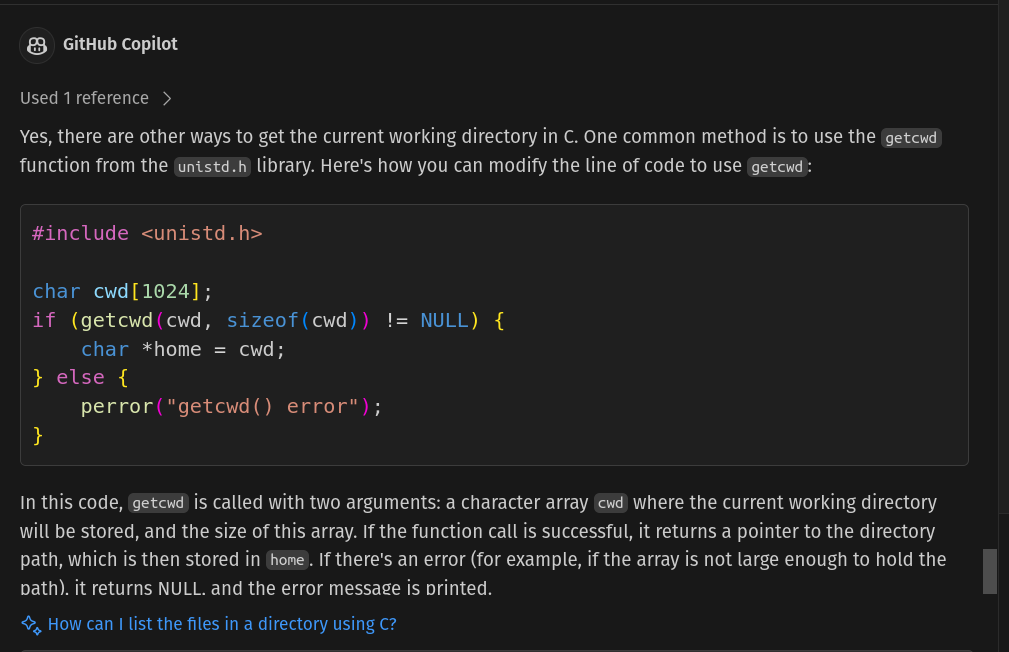 GitHub Copilot
Used 1 reference
Yes, there are other ways to get the current working directory in C. One common method is to use the getcwd
function from the unistd.h library. Here's how you can modify the line of code to use getcwd:
#include <unistd.h>
char cwd[1024];
if (getcwd(cwd, sizeof(cwd)) != NULL) {
    char *home = cwd;
} else {
    perror("getcwd() error");
}
In this code, getcwd is called with two arguments: a character array cwd where the current working directory
will be stored, and the size of this array. If the function call is successful, it returns a pointer to the directory
path, which is then stored in home. If there's an error (for example, if the array is not large enough to hold the
path), it returns NULL, and the error message is printed.
How can I list the files in a directory using C?